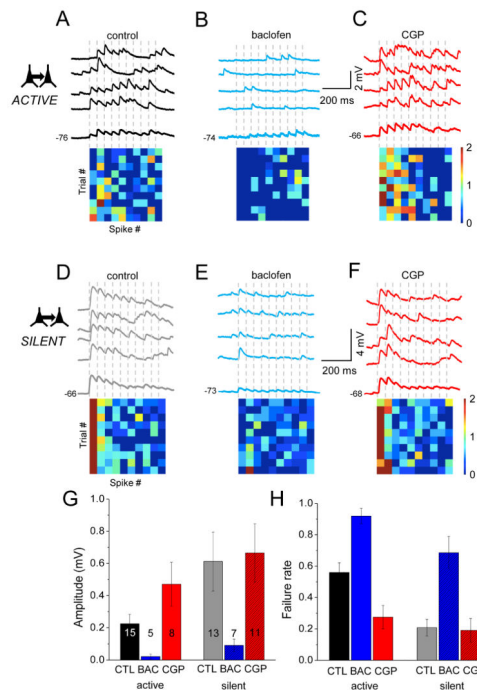 A B C
control baclofen CGP
ACTIVE
2 mV
200 ms
-76 -74 -66
2
1
0
Trial #
Spike #
D E F
control baclofen CGP
SILENT
4 mV
200 ms
-66 -73 -68
2
1
0
Trial #
Spike #
G H
Amplitude (mV)
1.0
0.8
0.6
0.4
0.2
0.0
15 5 8 13 7 11
CTL BAC CGP CTL BAC CGP
active silent
Failure rate
1.0
0.8
0.6
0.4
0.2
0.0
CTL BAC CGP CTL BAC CGP
active silent